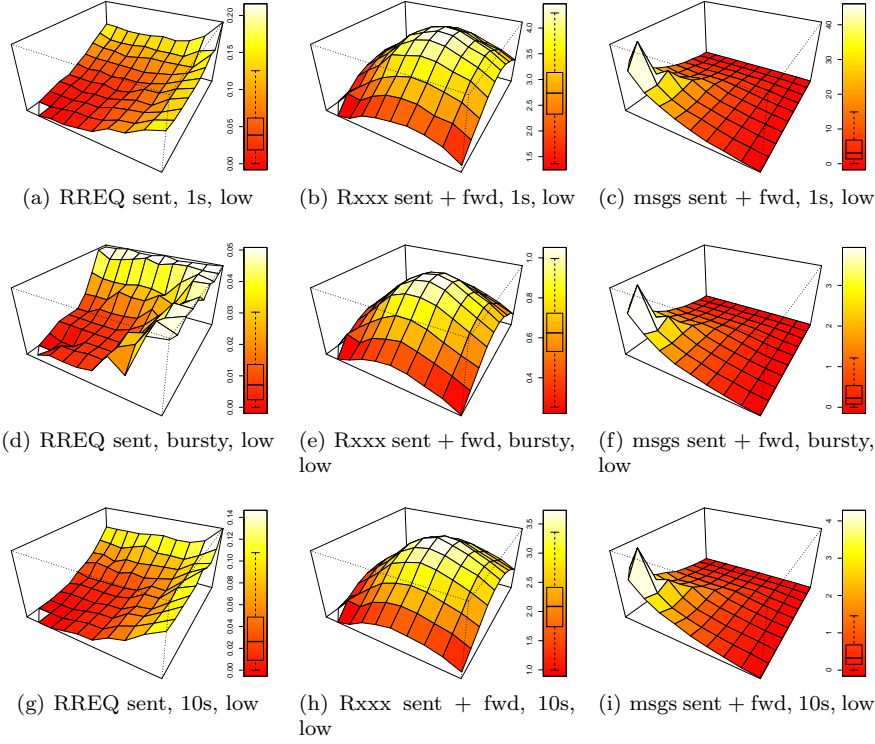 0.00 0.05 0.10 0.15 0.20
1.5 2.0 2.5 3.0 3.5 4.0
0 10 20 30 40
(a) RREQ sent, 1s, low
(b) Rxxx sent + fwd, 1s, low
(c) msgs sent + fwd, 1s, low
0.00 0.01 0.02 0.03 0.04 0.05
0.4 0.6 0.8 1.0
0 1 2 3
(d) RREQ sent, bursty, low
(e) Rxxx sent + fwd, bursty,
low
(f) msgs sent + fwd, bursty,
low
0.00 0.02 0.04 0.06 0.08 0.10 0.12 0.14
1.0 1.5 2.0 2.5 3.0 3.5
0 1 2 3 4
(g) RREQ sent, 10s, low
(h) Rxxx sent + fwd, 10s,
low
(i) msgs sent + fwd, 10s, low